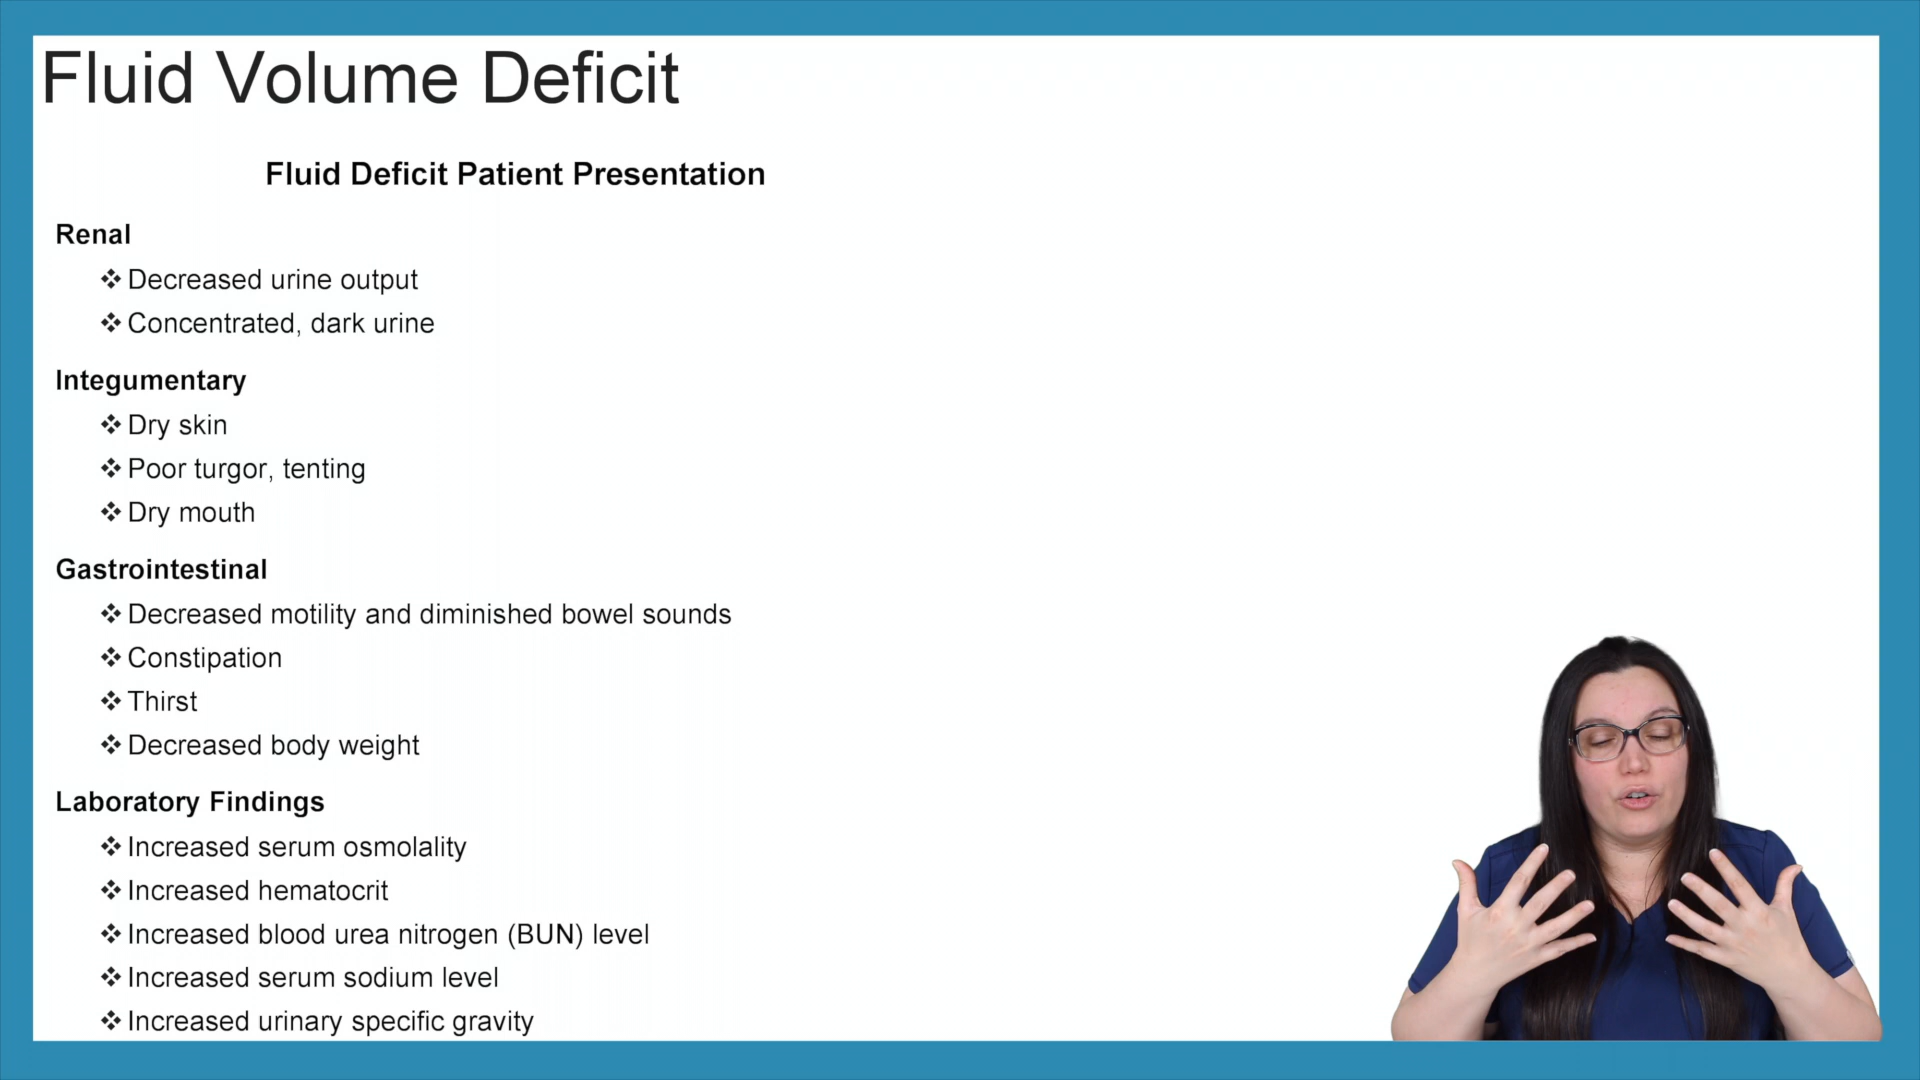 Fluid Volume Deficit
Fluid Deficit Patient Presentation
Renal
❖ Decreased urine output
❖ Concentrated, dark urine
Integumentary
❖ Dry skin
❖ Poor turgor, tenting
❖ Dry mouth
Gastrointestinal
❖ Decreased motility and diminished bowel sounds
❖ Constipation
❖ Thirst
❖ Decreased body weight
Laboratory Findings
❖ Increased serum osmolality
❖ Increased hematocrit
❖ Increased blood urea nitrogen (BUN) level
❖ Increased serum sodium level
❖ Increased urinary specific gravity